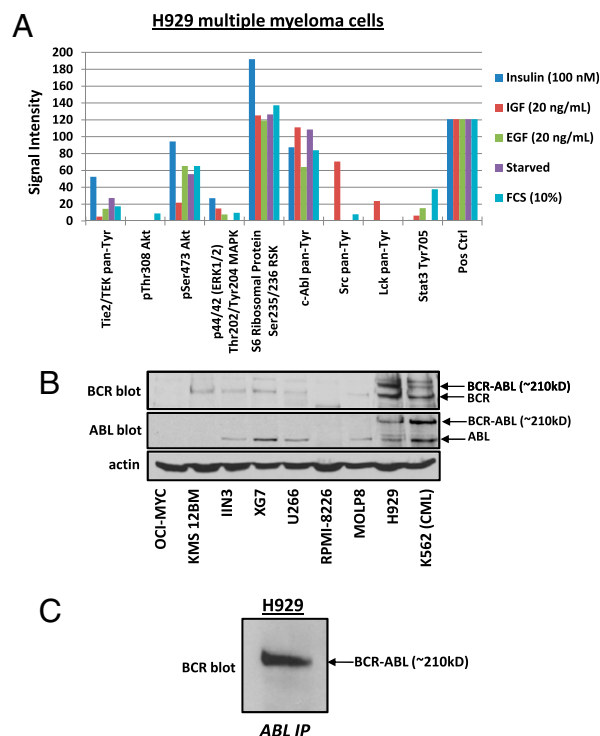 A
H929 multiple myeloma cells
Signal Intensity
200
180
160
140
120
100
80
60
40
20
0
Tie2/TEK pan-Tyr
pThr308 Akt
pSer473 Akt
p44/42 (ERK1/2)
Thr202/Tyr204 MAPK
S6 Ribosomal Protein
Ser235/236 RSK
c-Abl pan-Tyr
Src pan-Tyr
Lck pan-Tyr
Stat3 Tyr705
Pos Ctrl
Insulin (100 nM)
IGF (20 ng/mL)
EGF (20 ng/mL)
Starved
FCS (10%)
B
BCR blot
BCR-ABL (~210kD)
BCR
ABL blot
BCR-ABL (~210kD)
ABL
actin
OCI-MYC
KMS 12BM
IIN3
XG7
U266
RPMI-8226
MOLP8
H929
K562 (CML)
C
H929
BCR blot
BCR-ABL (~210kD)
ABL IP